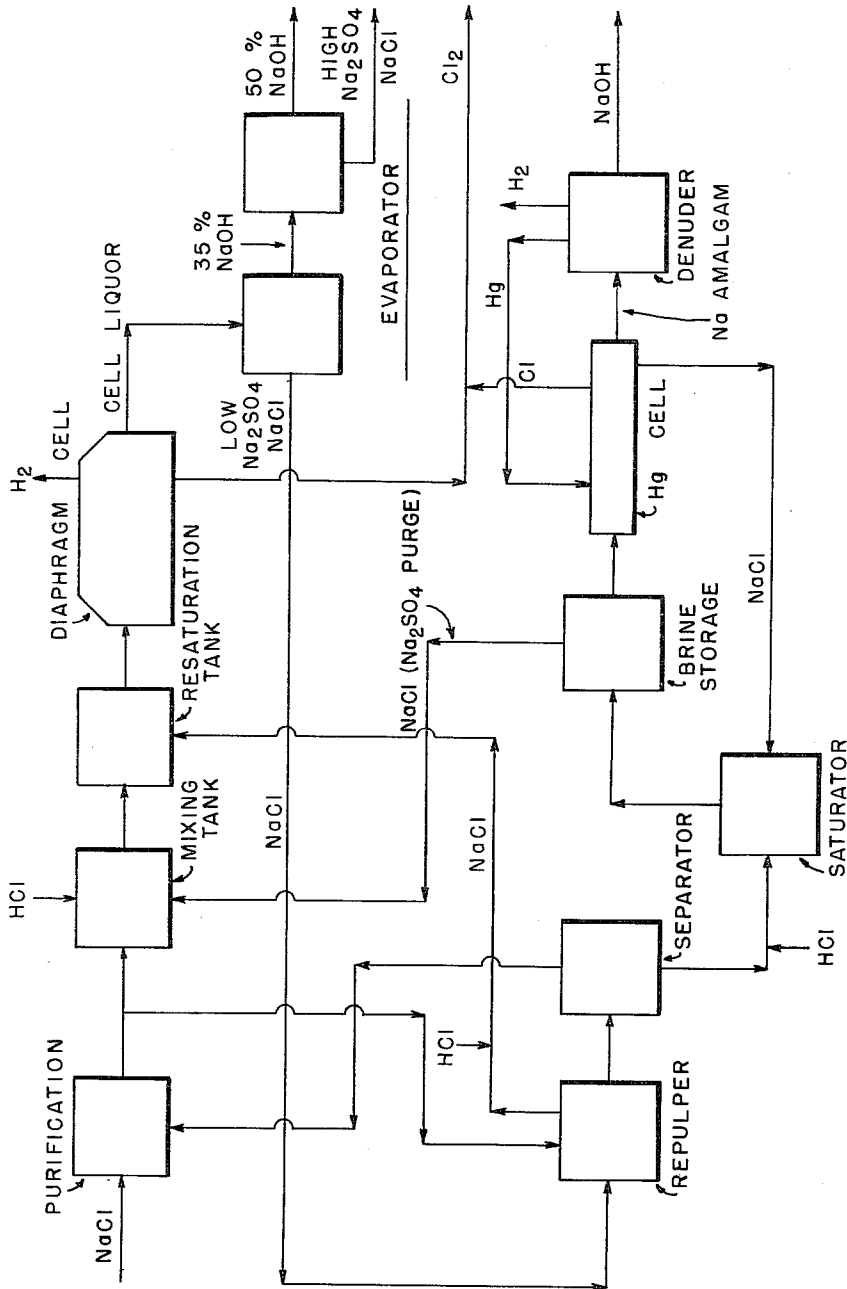 NaCl
PURIFICATION
HCl
MIXING
TANK
RESATURATION
TANK
DIAPHRAGM CELL
H2
CELL LIQUOR
35 %
NaOH
50 %
NaOH
HIGH
Na2SO4
NaCl
EVAPORATOR
LOW
Na2SO4
NaCl
NaCl
Cl2
NaCl (Na2SO4 PURGE)
NaCl
HCl
REPULPER
SEPARATOR
HCl
SATURATOR
NaCl
BRINE
STORAGE
Hg CELL
Cl
Hg
H2
Na AMALGAM
DENUDER
NaOH